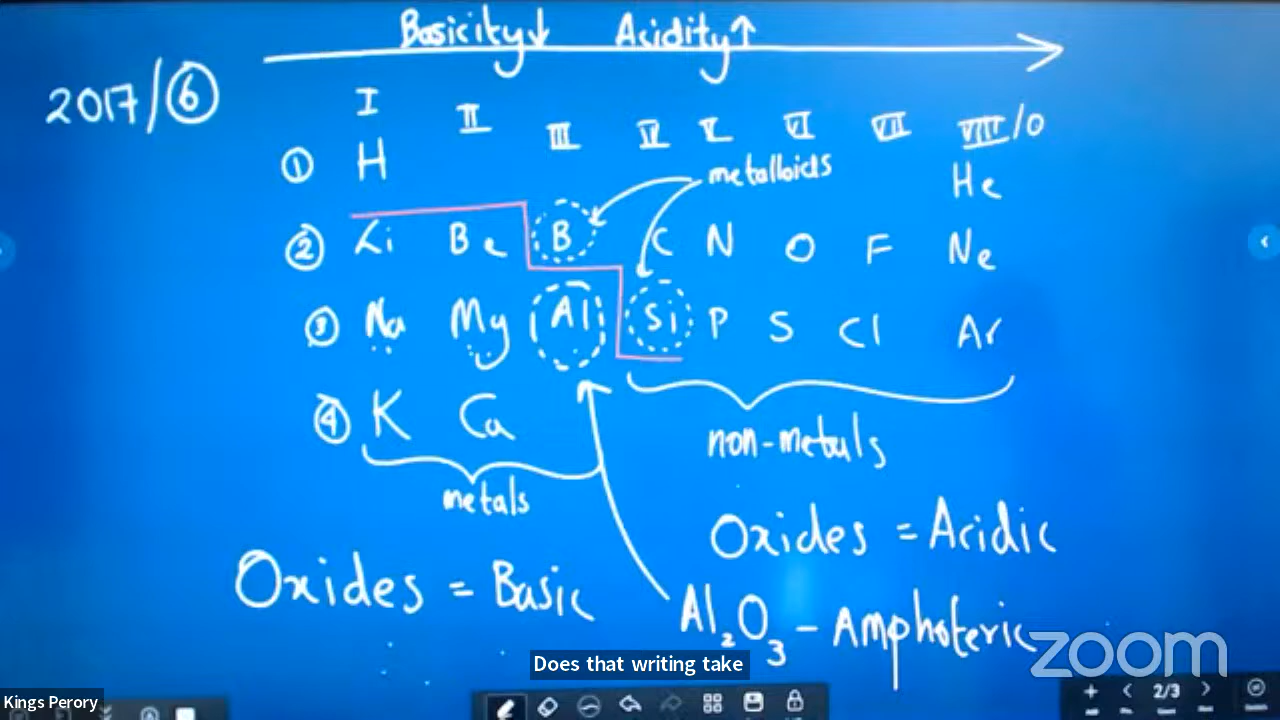 Basicity↓ Acidity↑
2017/⑥
I II III IV V VI VII VIII/0
① H He
metalloids
② Li Be B C N O F Ne
③ Na Mg Al Si P S Cl Ar
④ K Ca
non-metals
metals
Oxides = Acidic
Oxides = Basic
Al₂O₃ - Amphoteric
zoom
Does that writing take
Kings Perory
2/3